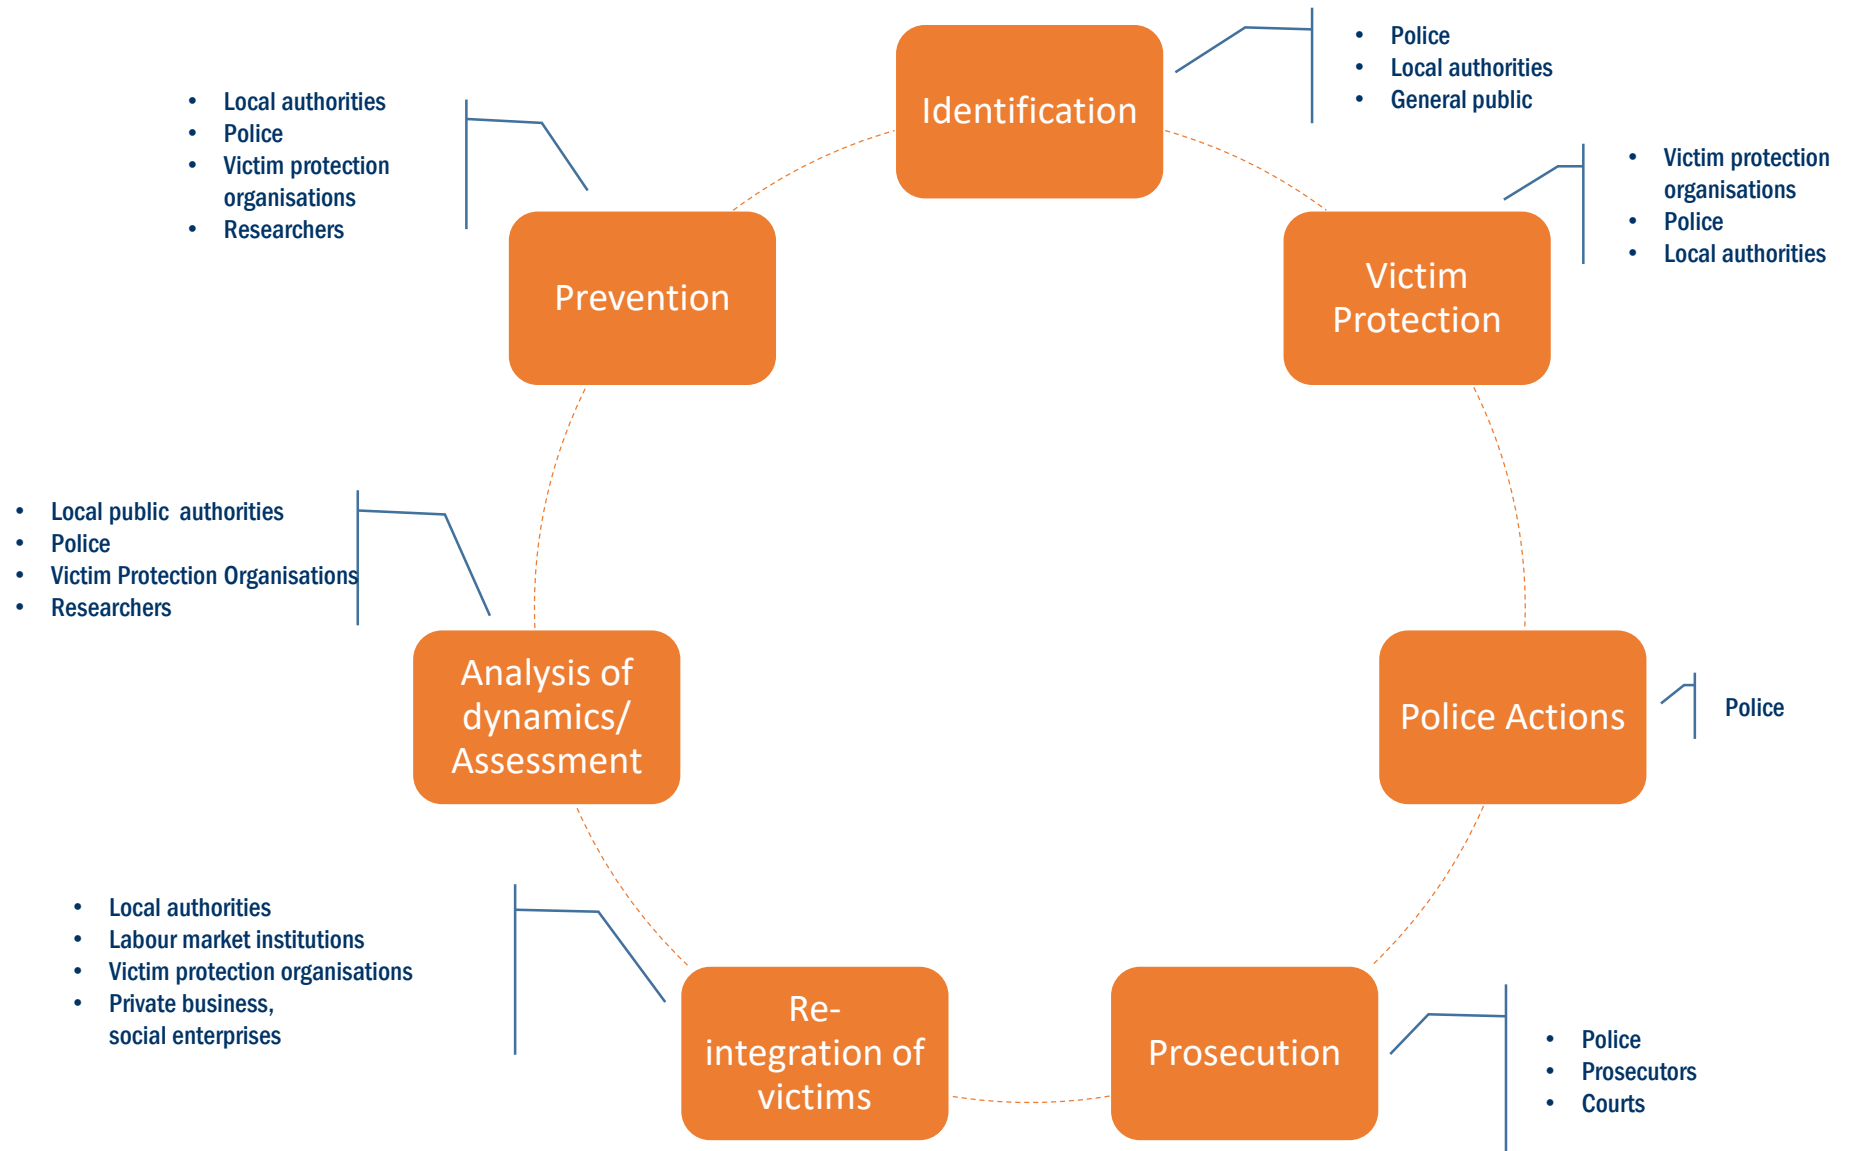 Identification
• Police
• Local authorities
• General public
• Local authorities
• Police
• Victim protection
organisations
• Researchers
Prevention
• Victim protection
organisations
• Police
• Local authorities
Victim
Protection
• Local public  authorities
• Police
• Victim Protection Organisations
• Researchers
Analysis of
dynamics/
Assessment
Police Actions
Police
• Local authorities
• Labour market institutions
• Victim protection organisations
• Private business,
social enterprises
Re-
integration of
victims
Prosecution
• Police
• Prosecutors
• Courts